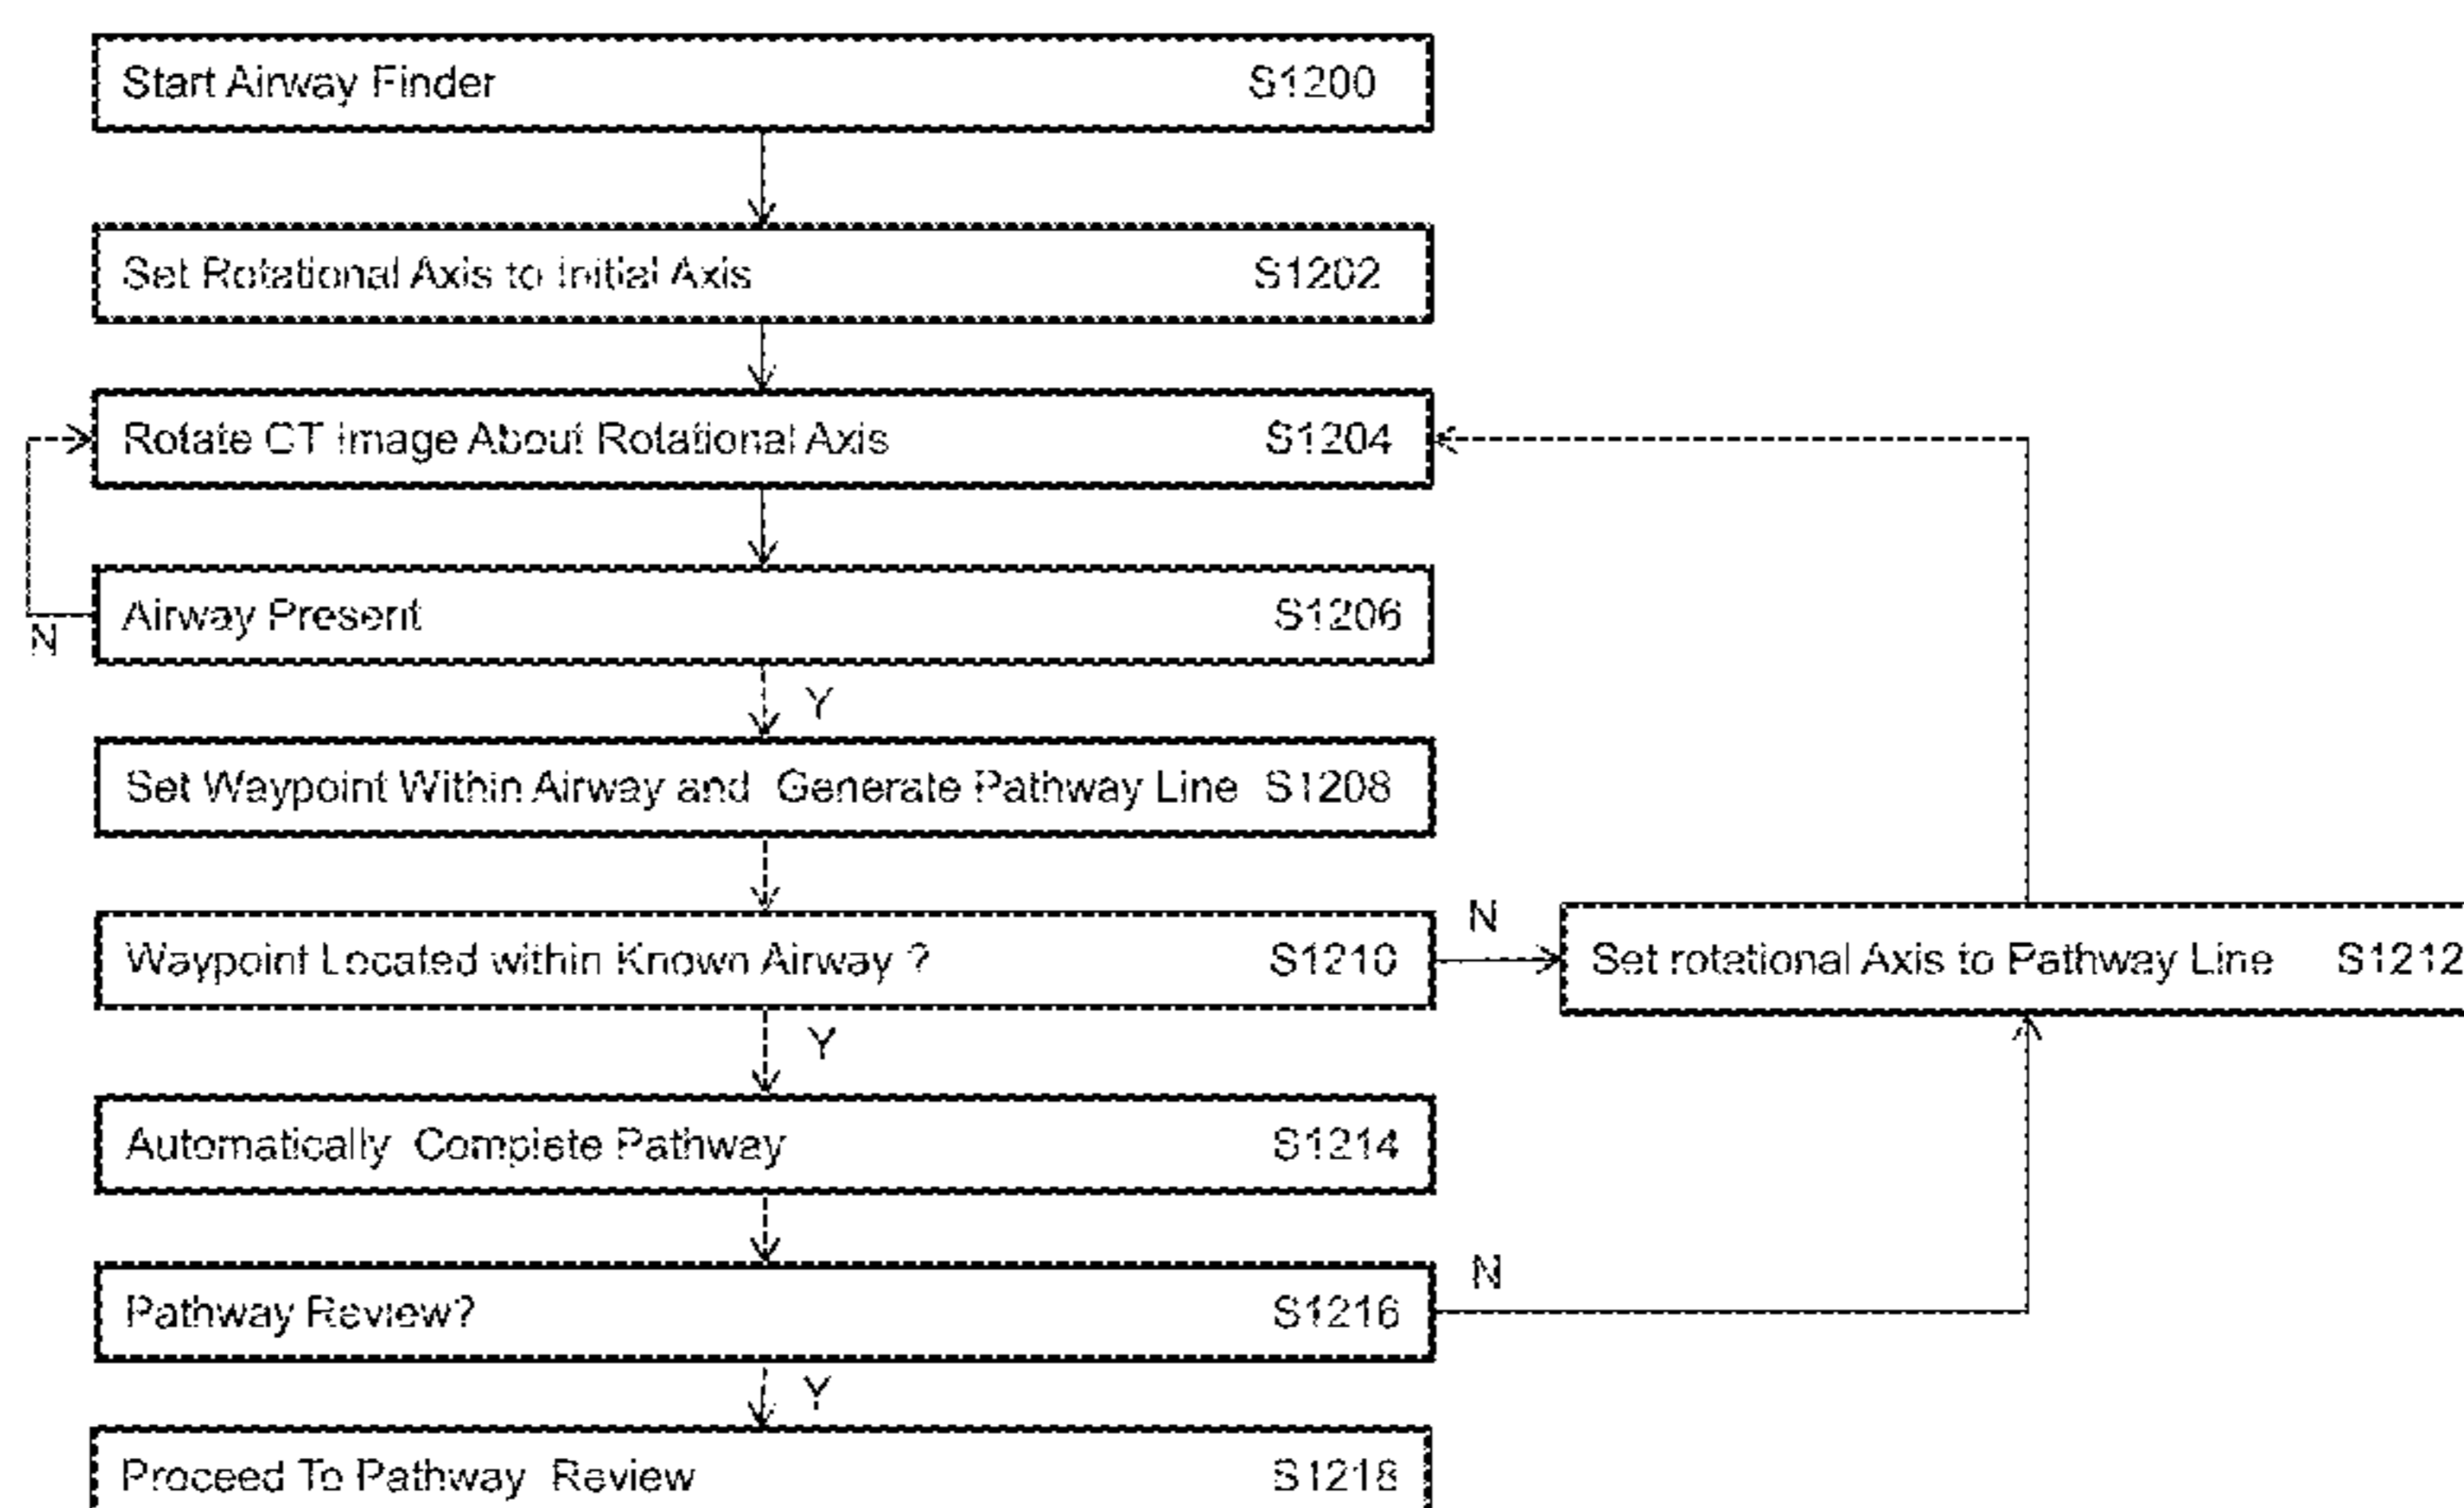 Start Airway Finder S1200
Set Rotational Axis to Initial Axis S1202
Rotate CT Image About Rotational Axis S1204
Airway Present S1206
N
Y
Set Waypoint Within Airway and Generate Pathway Line S1208
Waypoint Located within Known Airway ? S1210
N
Set rotational Axis to Pathway Line S1212
Y
Automatically Complete Pathway S1214
Pathway Review? S1216
N
Y
Proceed To Pathway Review S1218